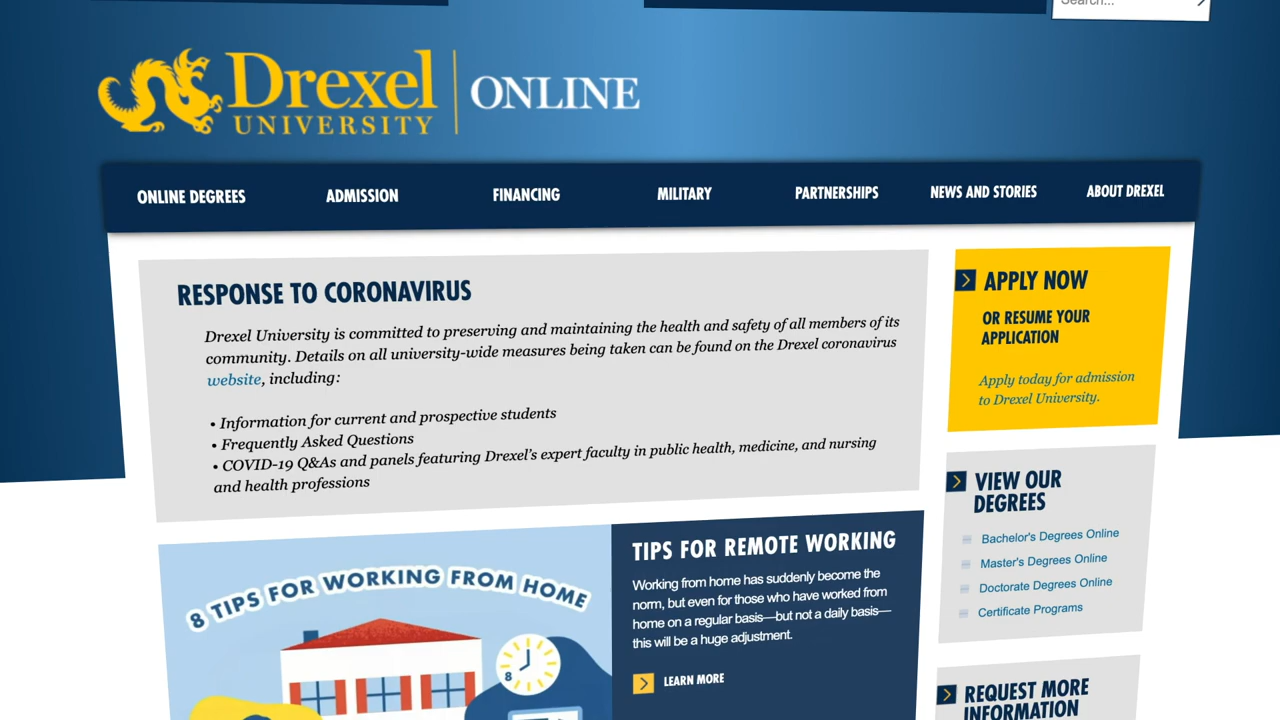 Search...
Drexel
UNIVERSITY
ONLINE
ONLINE DEGREES
ADMISSION
FINANCING
MILITARY
PARTNERSHIPS
NEWS AND STORIES
ABOUT DREXEL
RESPONSE TO CORONAVIRUS
Drexel University is committed to preserving and maintaining the health and safety of all members of its
community. Details on all university-wide measures being taken can be found on the Drexel coronavirus
website, including:
• Information for current and prospective students
• Frequently Asked Questions
• COVID-19 Q&As and panels featuring Drexel's expert faculty in public health, medicine, and nursing
and health professions
8 TIPS FOR WORKING FROM HOME
8
TIPS FOR REMOTE WORKING
Working from home has suddenly become the
norm, but even for those who have worked from
home on a regular basis—but not a daily basis—
this will be a huge adjustment.
LEARN MORE
APPLY NOW
OR RESUME YOUR
APPLICATION
Apply today for admission
to Drexel University.
VIEW OUR
DEGREES
Bachelor's Degrees Online
Master's Degrees Online
Doctorate Degrees Online
Certificate Programs
REQUEST MORE
INFORMATION